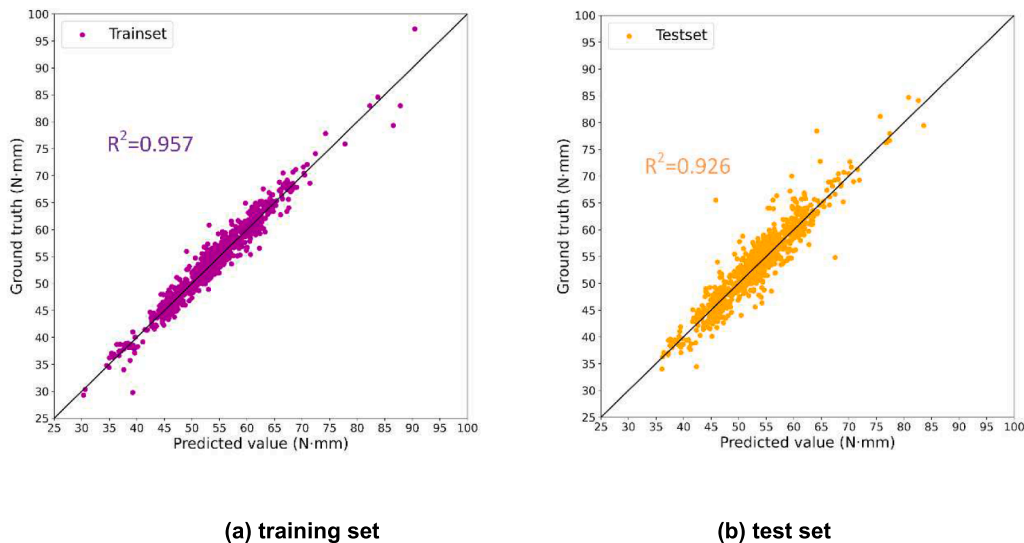 Trainset
R²=0.957
Ground truth (N·mm)
100
95
90
85
80
75
70
65
60
55
50
45
40
35
30
25
25 30 35 40 45 50 55 60 65 70 75 80 85 90 95 100
Predicted value (N·mm)
(a) training set
Testset
R²=0.926
Ground truth (N·mm)
100
95
90
85
80
75
70
65
60
55
50
45
40
35
30
25
25 30 35 40 45 50 55 60 65 70 75 80 85 90 95 100
Predicted value (N·mm)
(b) test set